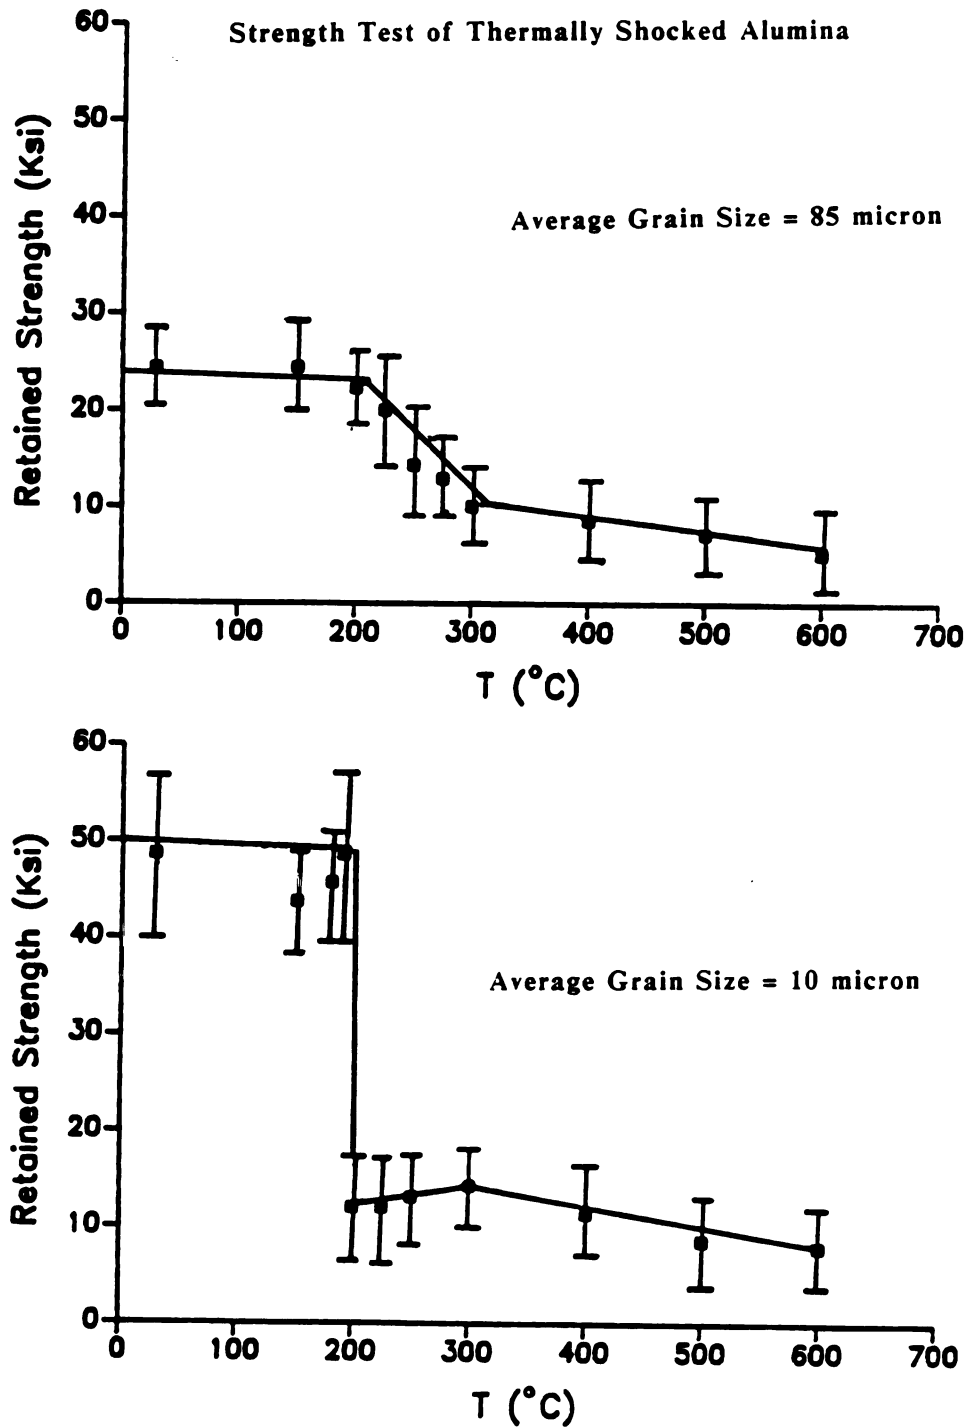 Strength Test of Thermally Shocked Alumina
60
50
40
30
20
10
0
Retained Strength (Ksi)
Average Grain Size = 85 micron
0 100 200 300 400 500 600 700
T (°C)
60
50
40
30
20
10
0
Retained Strength (Ksi)
Average Grain Size = 10 micron
0 100 200 300 400 500 600 700
T (°C)